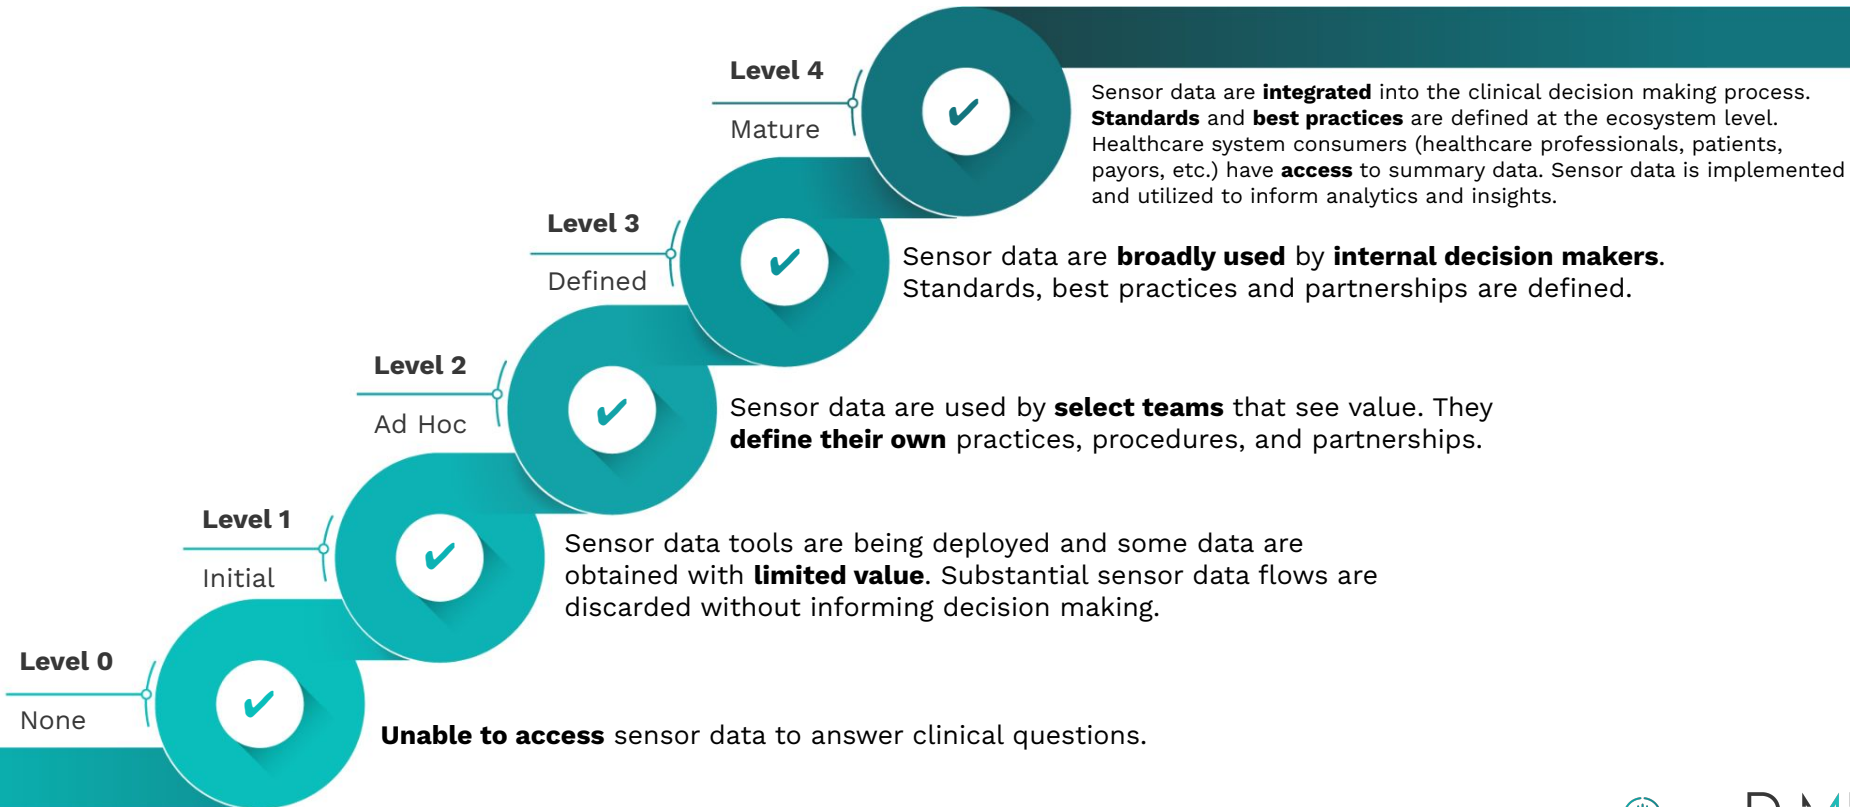 Level 4
Mature
Sensor data are integrated into the clinical decision making process.
Standards and best practices are defined at the ecosystem level.
Healthcare system consumers (healthcare professionals, patients,
payors, etc.) have access to summary data. Sensor data is implemented
and utilized to inform analytics and insights.
Level 3
Defined
Sensor data are broadly used by internal decision makers.
Standards, best practices and partnerships are defined.
Level 2
Ad Hoc
Sensor data are used by select teams that see value. They
define their own practices, procedures, and partnerships.
Level 1
Initial
Sensor data tools are being deployed and some data are
obtained with limited value. Substantial sensor data flows are
discarded without informing decision making.
Level 0
None
Unable to access sensor data to answer clinical questions.